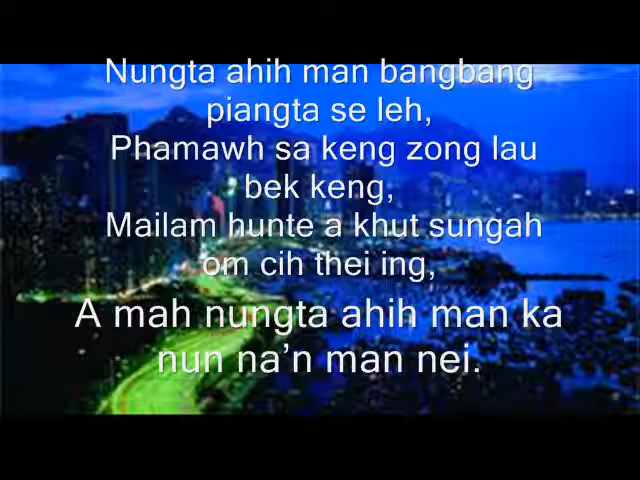 Nungta ahih man bangbang
piangta se leh,
Phamawh sa keng zong lau
bek keng,
Mailam hunte a khut sungah
om cih thei ing,
A mah nungta ahih man ka
nun na’n man nei.